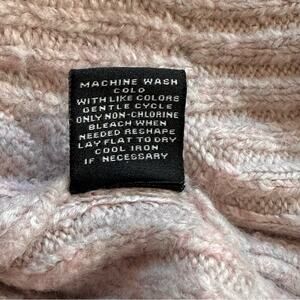 MACHINE WASH
COLD
WITH LIKE COLORS
GENTLE CYCLE
ONLY NON-CHLORINE
BLEACH WHEN
NEEDED RESHAPE
LAY FLAT TO DRY
COOL IRON
IF NECESSARY